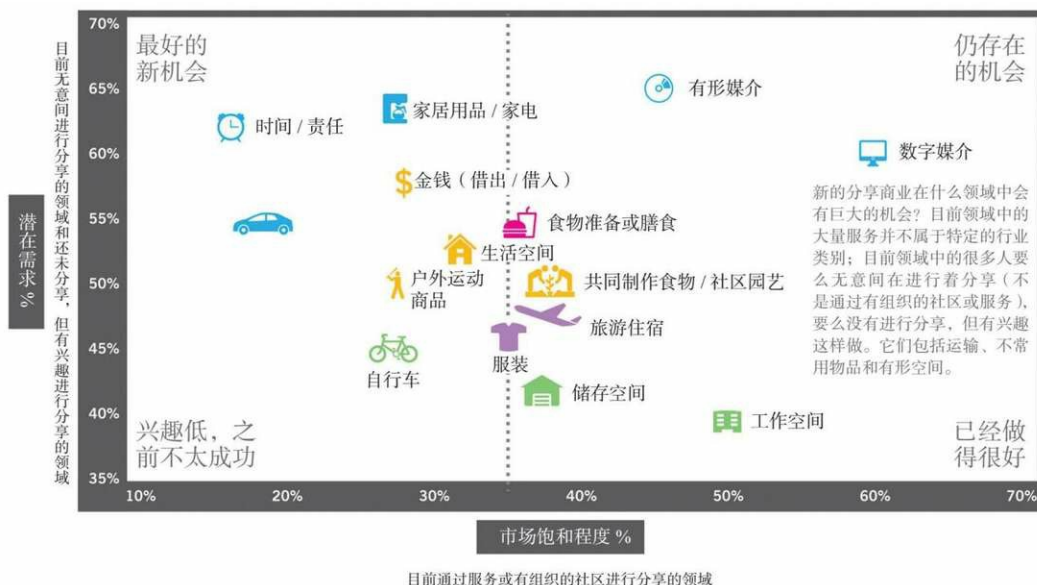 70%
65%
60%
55%
50%
45%
40%
35%
潜在需求 %
目前无意间进行分享的领域和还未分享，但有兴趣进行分享的领域
最好的
新机会
仍存在
的机会
有形媒介
家居用品 / 家电
时间 / 责任
数字媒介
金钱（借出 / 借入）
食物准备或膳食
生活空间
户外运动
商品
共同制作食物 / 社区园艺
旅游住宿
服装
自行车
储存空间
工作空间
新的分享商业在什么领域中会
有巨大的机会？目前领域中的
大量服务并不属于特定的行业
类别；目前领域中的很多人要
么无意间在进行着分享（不
是通过有组织的社区或服务），
要么没有进行分享，但有兴趣
这样做。它们包括运输、不常
用物品和有形空间。
兴趣低，之
前不太成功
已经做
得很好
10%
20%
30%
40%
50%
60%
70%
市场饱和程度 %
目前通过服务或有组织的社区进行分享的领域